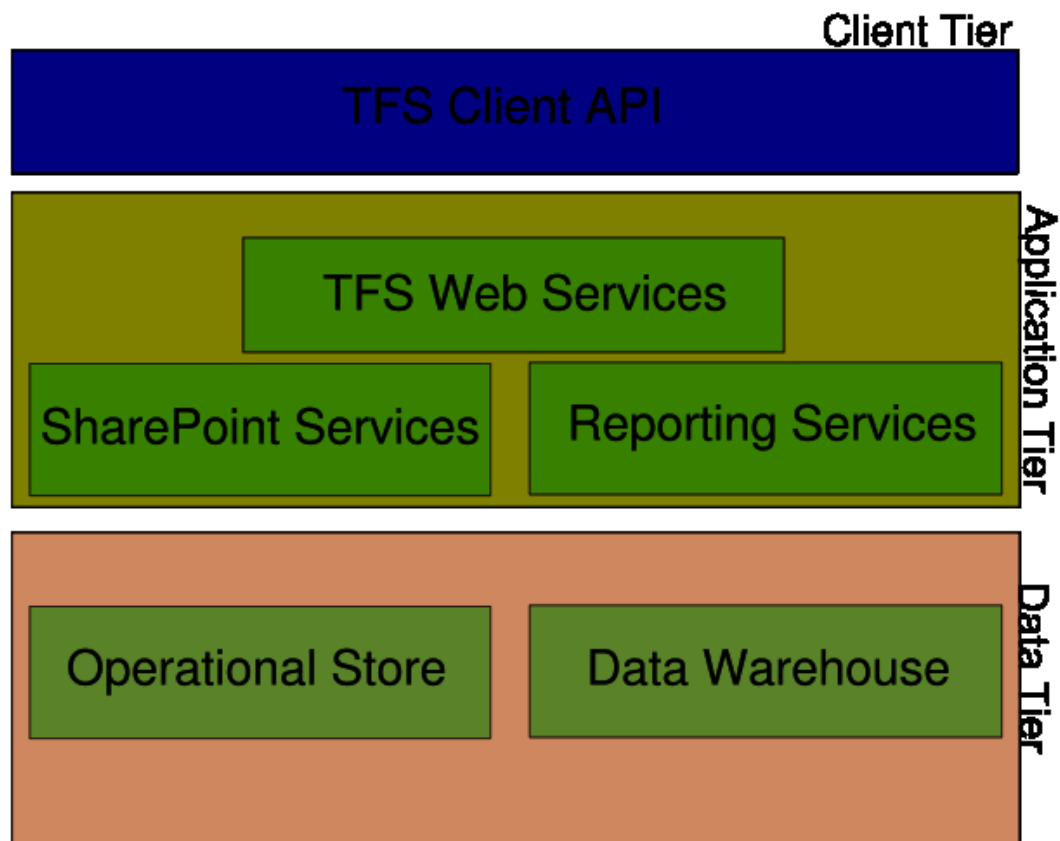 Client Tier
TFS Client API
Application Tier
TFS Web Services
SharePoint Services
Reporting Services
Data Tier
Operational Store
Data Warehouse